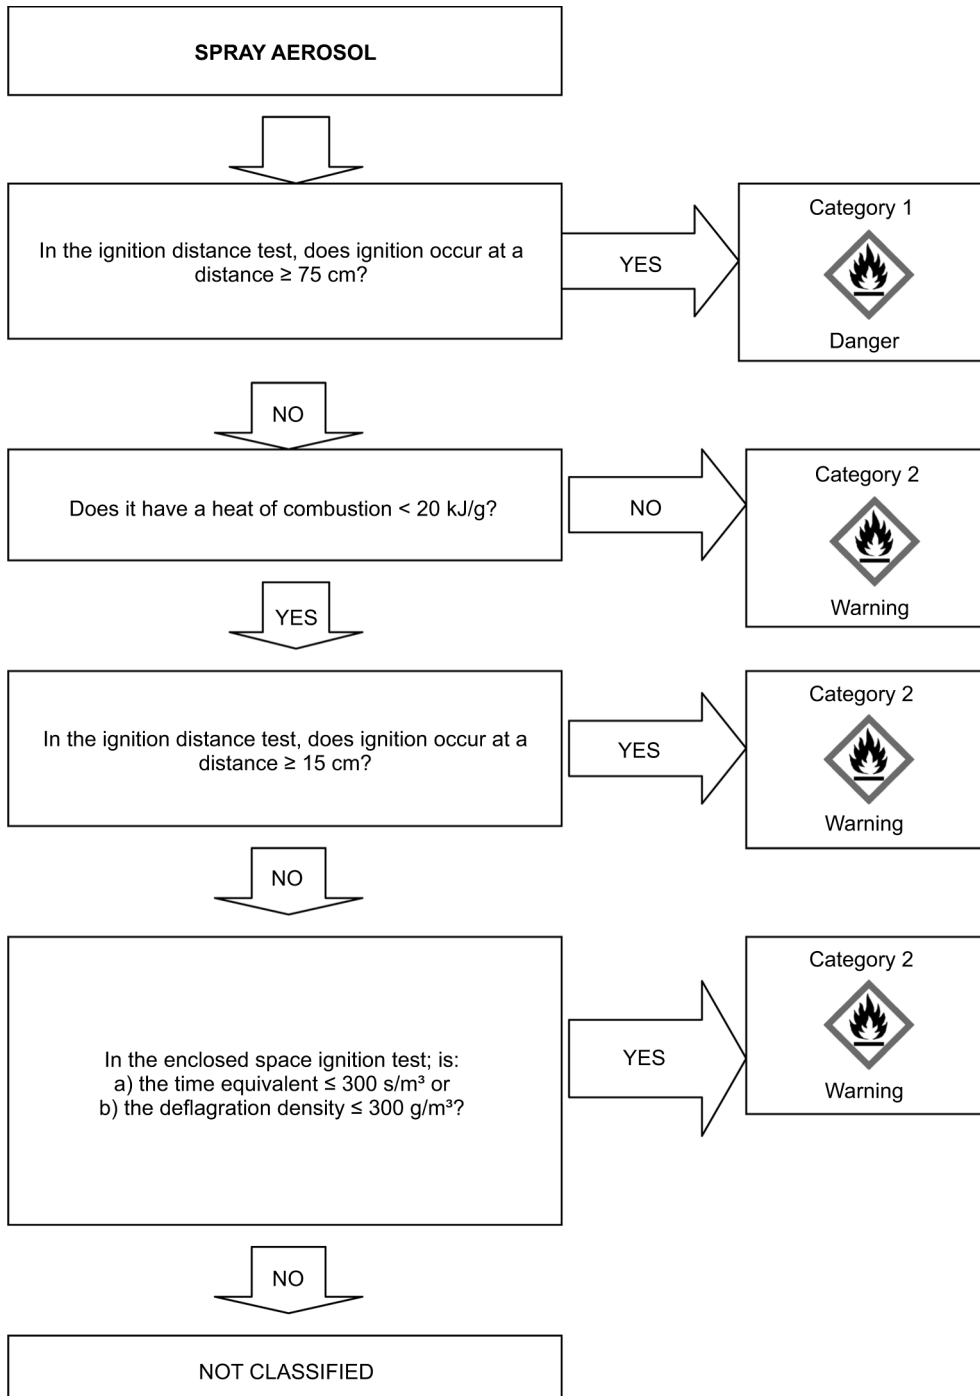 SPRAY AEROSOL
In the ignition distance test, does ignition occur at a
distance ≥ 75 cm?
YES
Category 1
Danger
NO
Does it have a heat of combustion < 20 kJ/g?
NO
Category 2
Warning
YES
In the ignition distance test, does ignition occur at a
distance ≥ 15 cm?
YES
Category 2
Warning
NO
In the enclosed space ignition test; is:
a) the time equivalent ≤ 300 s/m³ or
b) the deflagration density ≤ 300 g/m³?
YES
Category 2
Warning
NO
NOT CLASSIFIED